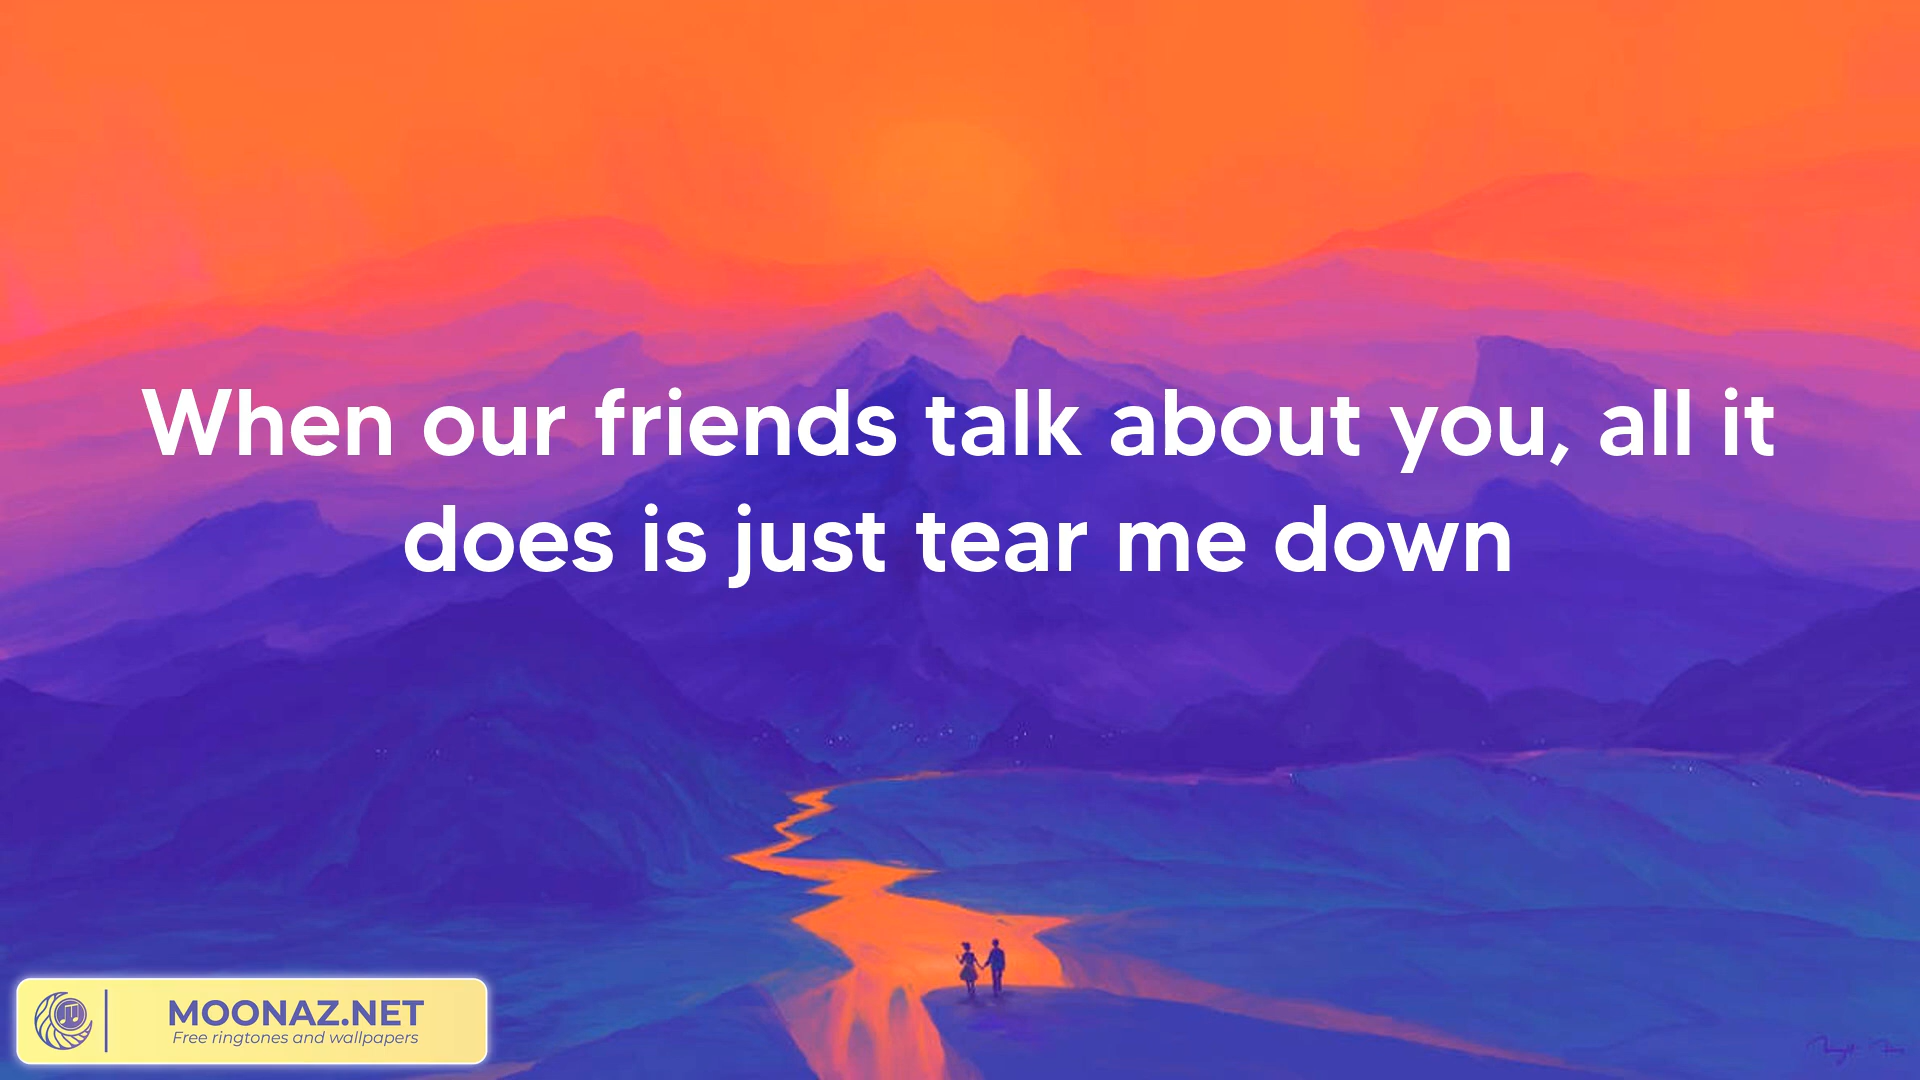 When our friends talk about you, all it
does is just tear me down
MOONAZ.NET
Free ringtones and wallpapers